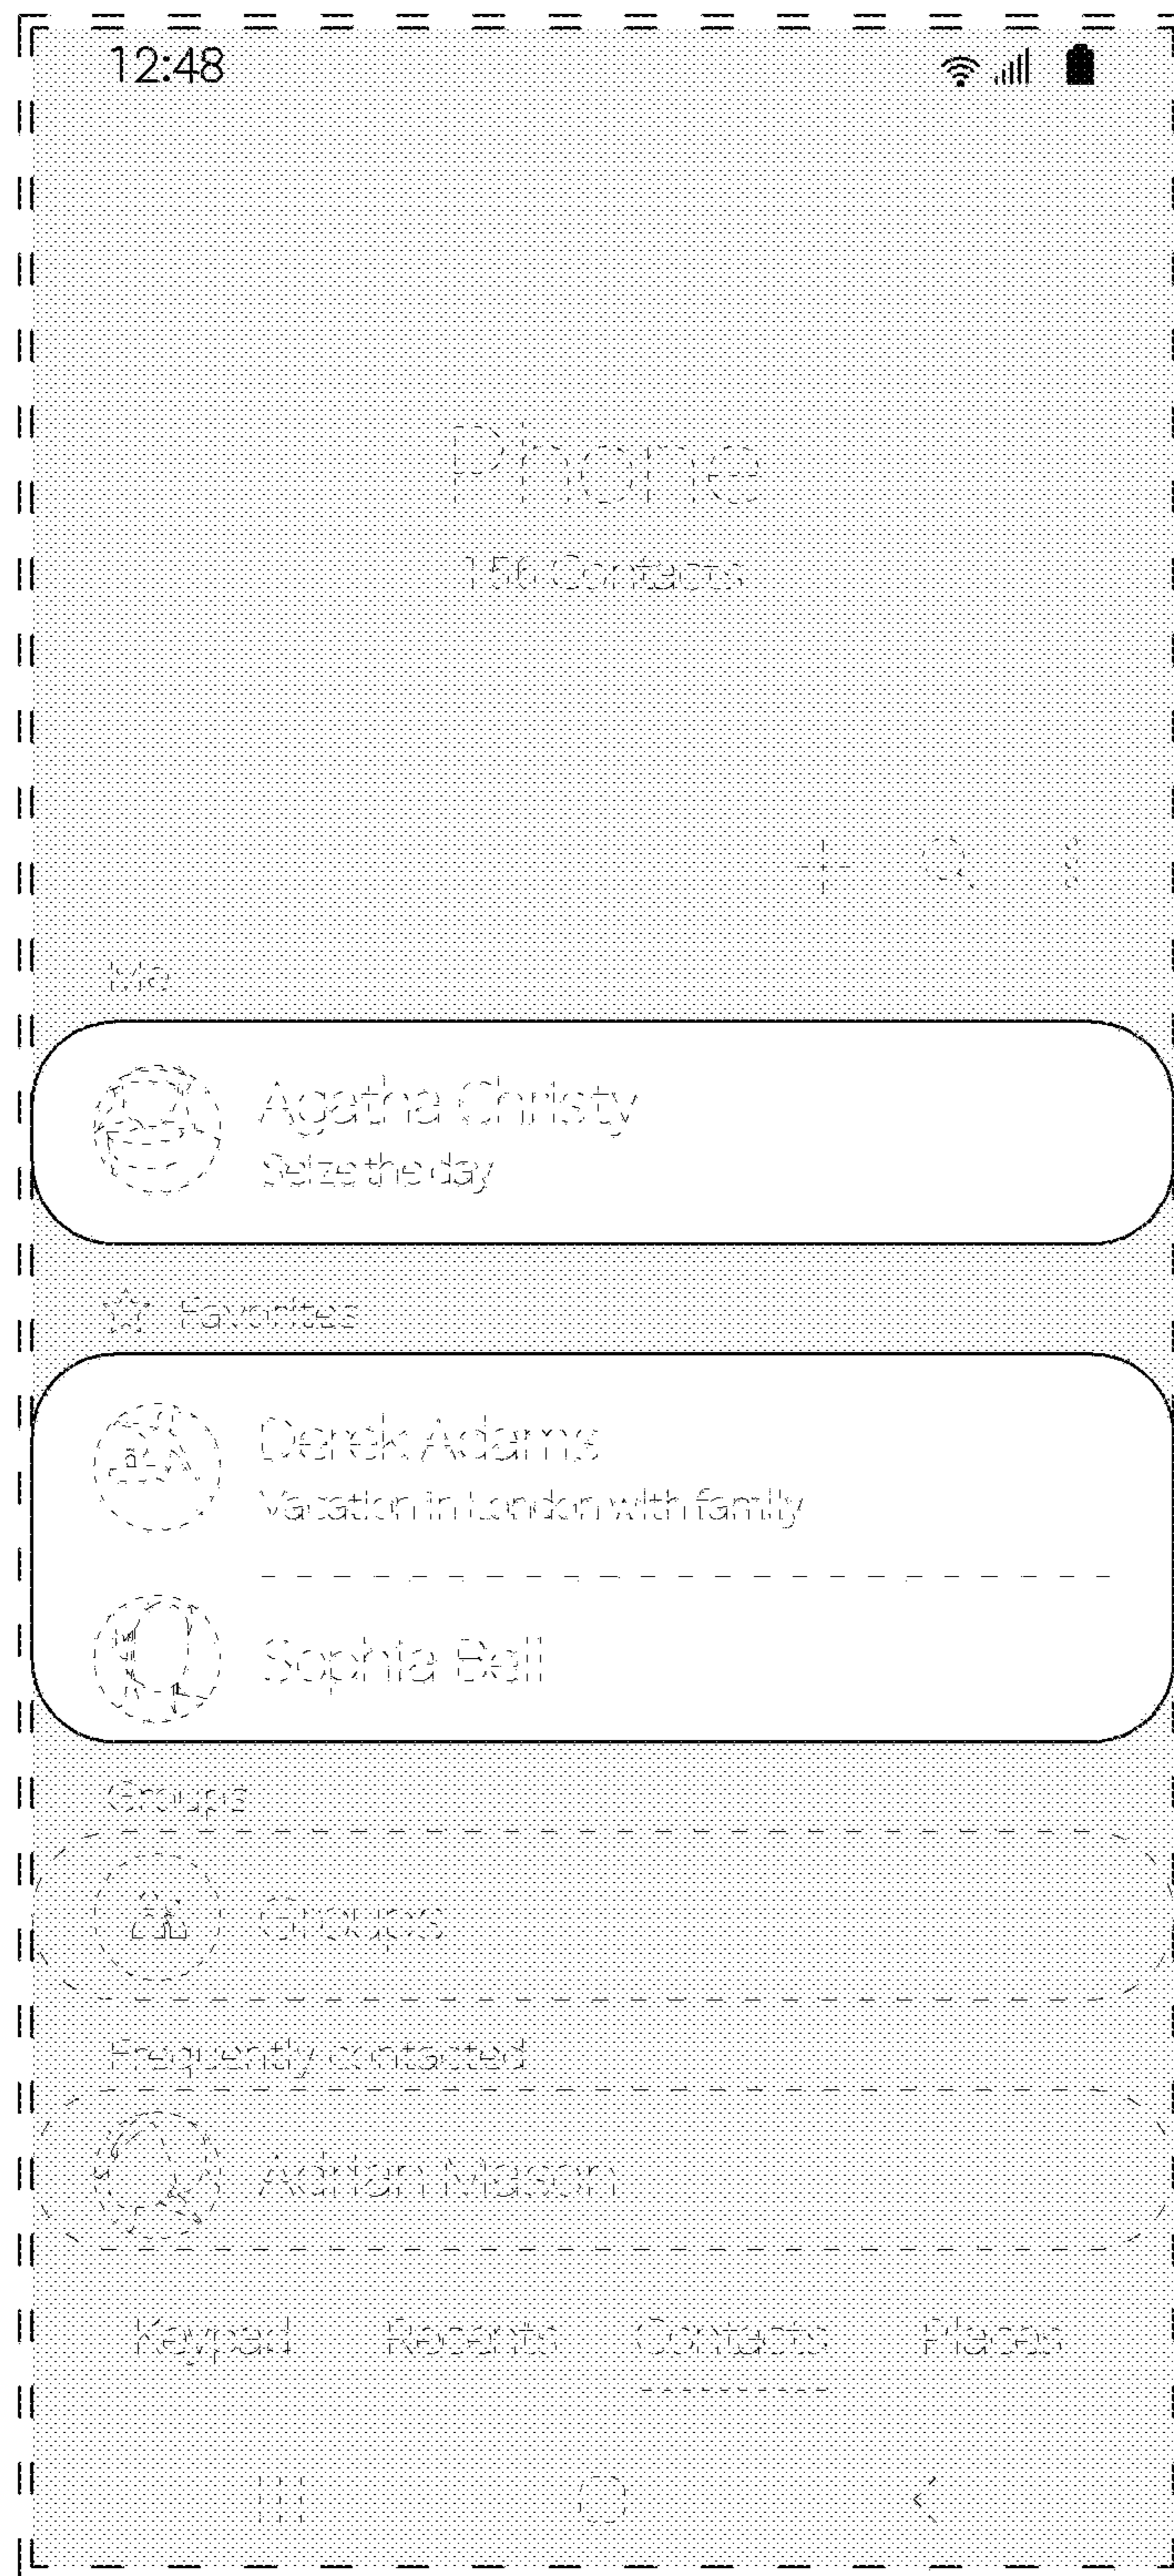 12:48
Phone
156 Contacts
Me
Agatha Christy
Seize the day
Favorites
Derek Adams
Vacation in London with family
Sophia Bell
Groups
Groups
Frequently contacted
Adrian Mason
Keypad Recents Contacts Places